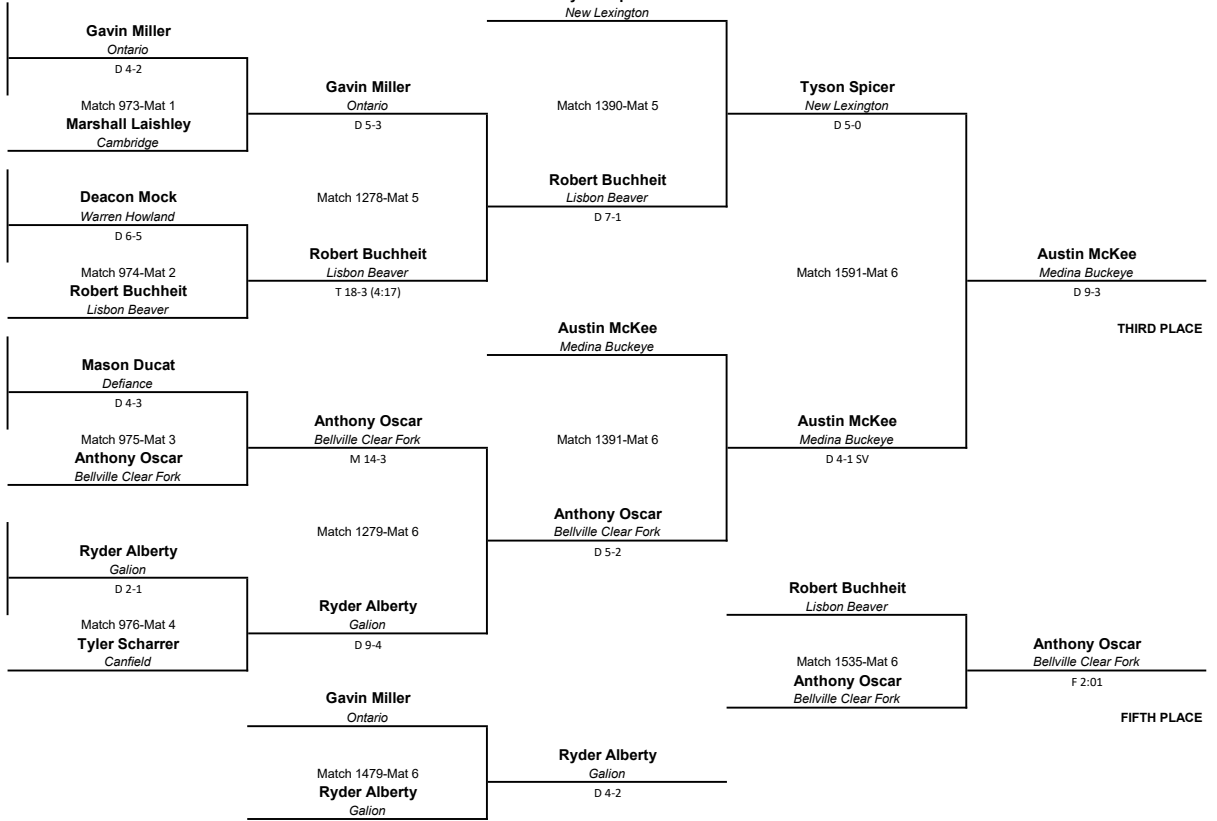 New Lexington
Gavin Miller
Ontario
D 4-2
Match 973-Mat 1
Marshall Laishley
Cambridge
Gavin Miller
Ontario
D 5-3
Match 1390-Mat 5
Tyson Spicer
New Lexington
D 5-0
Deacon Mock
Warren Howland
D 6-5
Match 974-Mat 2
Robert Buchheit
Lisbon Beaver
Match 1278-Mat 5
Robert Buchheit
Lisbon Beaver
T 18-3 (4:17)
Robert Buchheit
Lisbon Beaver
D 7-1
Match 1591-Mat 6
Austin McKee
Medina Buckeye
D 9-3
THIRD PLACE
Mason Ducat
Defiance
D 4-3
Match 975-Mat 3
Anthony Oscar
Bellville Clear Fork
Anthony Oscar
Bellville Clear Fork
M 14-3
Austin McKee
Medina Buckeye
Match 1391-Mat 6
Austin McKee
Medina Buckeye
D 4-1 SV
Ryder Alberty
Galion
D 2-1
Match 976-Mat 4
Tyler Scharrer
Canfield
Match 1279-Mat 6
Ryder Alberty
Galion
D 9-4
Anthony Oscar
Bellville Clear Fork
D 5-2
Robert Buchheit
Lisbon Beaver
Match 1535-Mat 6
Anthony Oscar
Bellville Clear Fork
Anthony Oscar
Bellville Clear Fork
F 2:01
FIFTH PLACE
Gavin Miller
Ontario
Match 1479-Mat 6
Ryder Alberty
Galion
Ryder Alberty
Galion
D 4-2